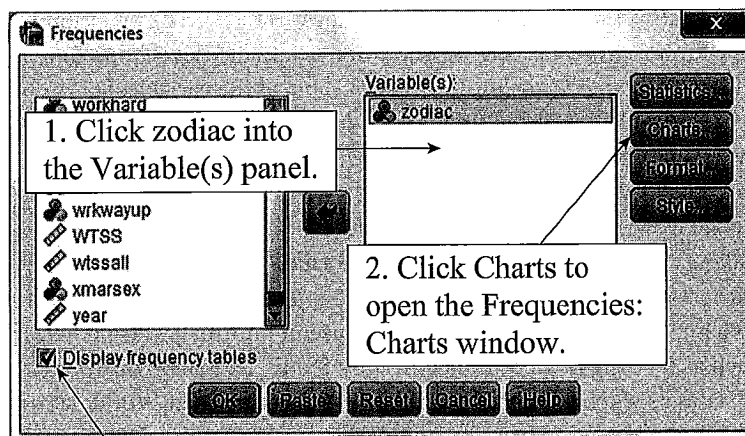 Frequencies
X
Variable(s):
workhard
zodiac
Statistics...
1. Click zodiac into
the Variable(s) panel.
Charts...
Format...
Style...
wrkwayup
WTSS
wtssall
xmarsex
year
2. Click Charts to
open the Frequencies:
Charts window.
Display frequency tables
OK
Paste
Reset
Cancel
Help